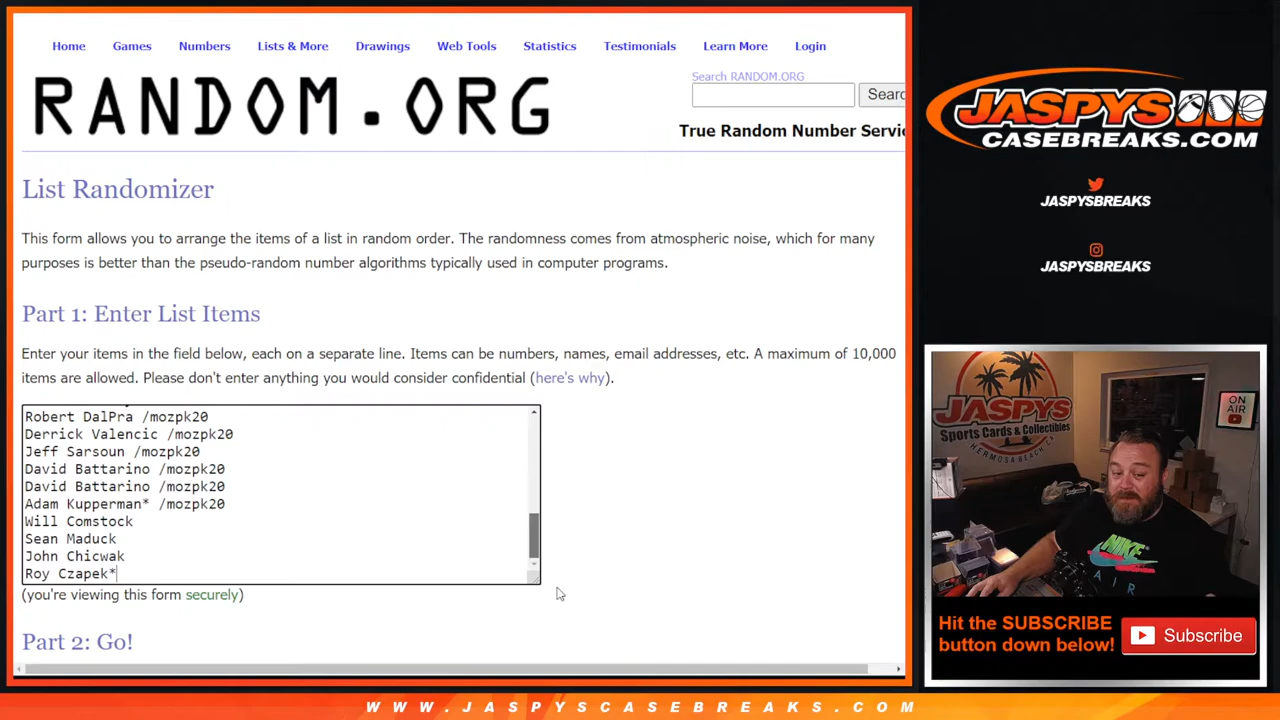 Home Games Numbers Lists & More Drawings Web Tools Statistics Testimonials Learn More Login
RANDOM.ORG
Search RANDOM.ORG
Searc
True Random Number Servic
List Randomizer
This form allows you to arrange the items of a list in random order. The randomness comes from atmospheric noise, which for many
purposes is better than the pseudo-random number algorithms typically used in computer programs.
Part 1: Enter List Items
Enter your items in the field below, each on a separate line. Items can be numbers, names, email addresses, etc. A maximum of 10,000
items are allowed. Please don't enter anything you would consider confidential (here's why).
Robert DalPra /mozpk20
Derrick Valencic /mozpk20
Jeff Sarsoun /mozpk20
David Battarino /mozpk20
David Battarino /mozpk20
Adam Kupperman* /mozpk20
Will Comstock
Sean Maduck
John Chicwak
Roy Czapek*
(you're viewing this form securely)
Part 2: Go!
JASPYS
CASEBREAKS.COM
JASPYSBREAKS
JASPYSBREAKS
JASPYS
Sports Cards & Collectibles
HERMOSA BEACH CA
ON
AIR
NIKE
AIR
Hit the SUBSCRIBE
button down below!
Subscribe
WWW.JASPYSCASEBREAKS.COM